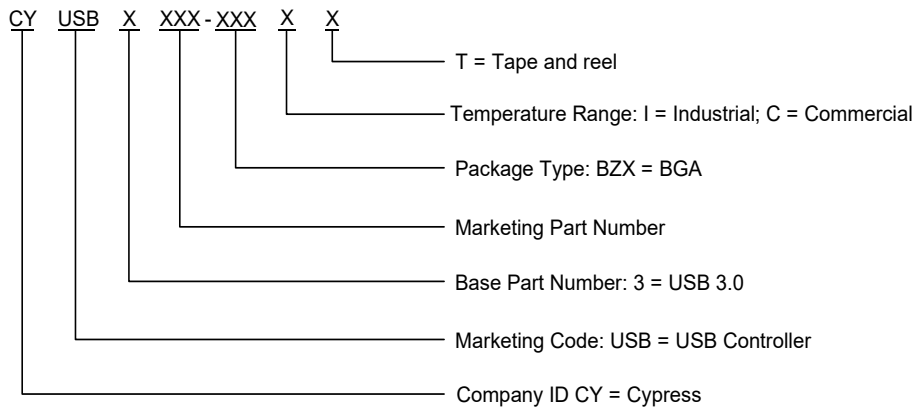 CY USB X XXX - XXX X X
T = Tape and reel
Temperature Range: I = Industrial; C = Commercial
Package Type: BZX = BGA
Marketing Part Number
Base Part Number: 3 = USB 3.0
Marketing Code: USB = USB Controller
Company ID CY = Cypress